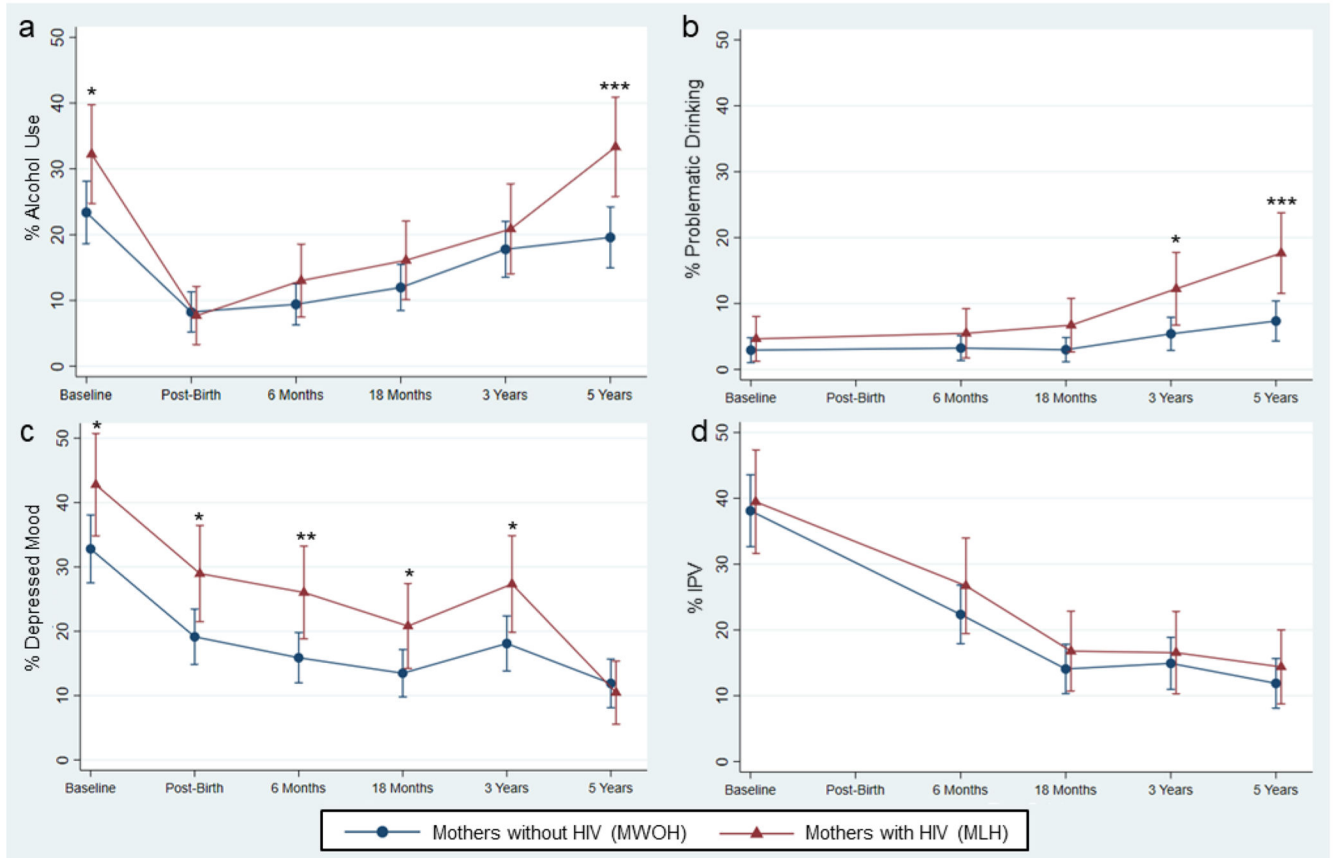 a
50
40
30
20
10
0
% Alcohol Use
*
***
Baseline
Post-Birth
6 Months
18 Months
3 Years
5 Years
b
50
40
30
20
10
0
% Problematic Drinking
*
***
Baseline
Post-Birth
6 Months
18 Months
3 Years
5 Years
c
50
40
30
20
10
0
% Depressed Mood
*
*
**
*
*
Baseline
Post-Birth
6 Months
18 Months
3 Years
5 Years
d
50
40
30
20
10
0
% IPV
Baseline
Post-Birth
6 Months
18 Months
3 Years
5 Years
Mothers without HIV (MWOH) Mothers with HIV (MLH)